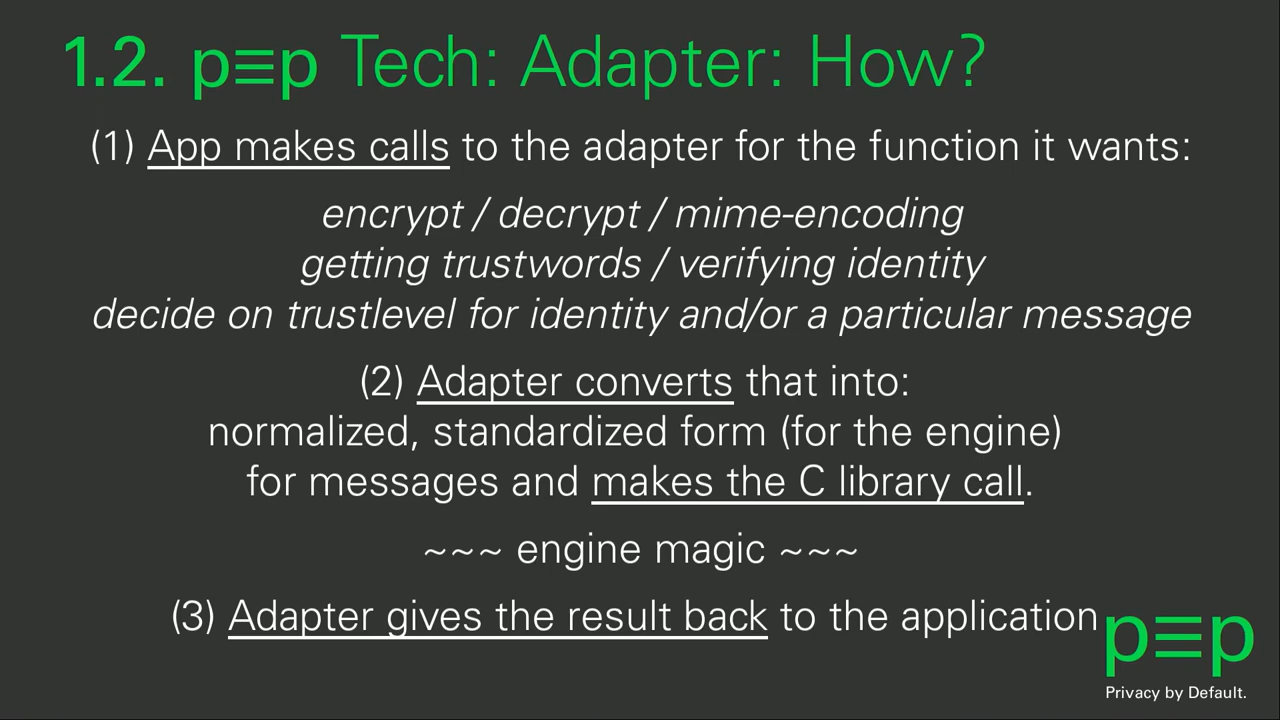 1.2. p≡p Tech: Adapter: How?
(1) App makes calls to the adapter for the function it wants:
encrypt / decrypt / mime-encoding
getting trustwords / verifying identity
decide on trustlevel for identity and/or a particular message
(2) Adapter converts that into:
normalized, standardized form (for the engine)
for messages and makes the C library call.
~~~ engine magic ~~~
(3) Adapter gives the result back to the application
p≡p
Privacy by Default.